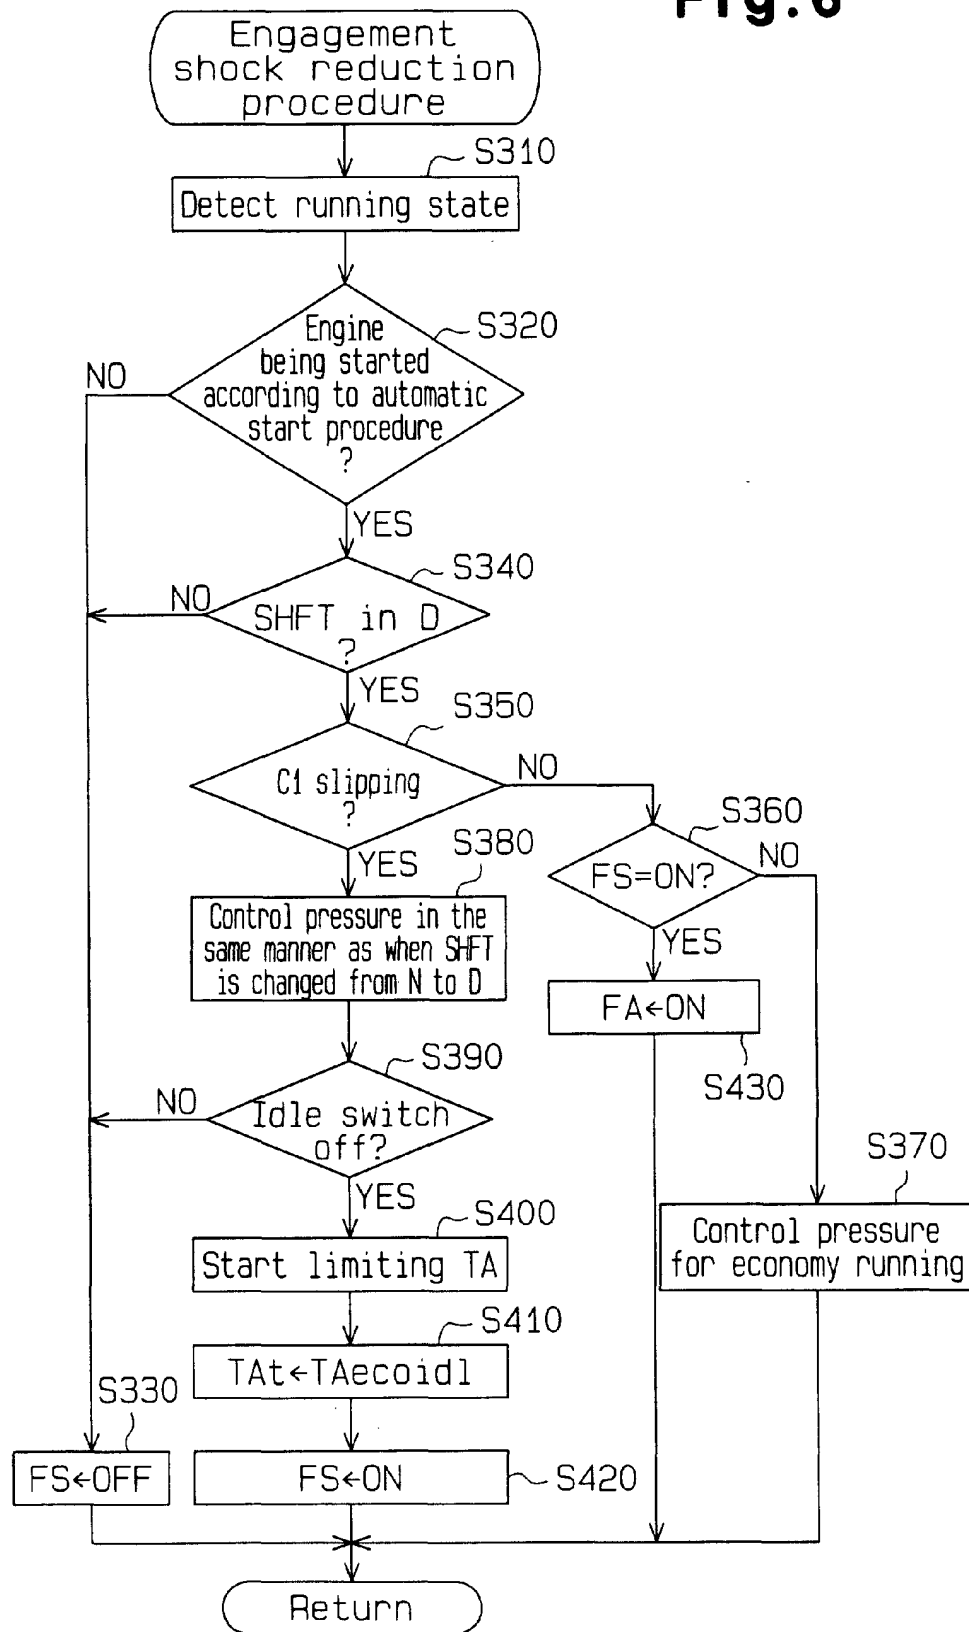 Fig. 6
Engagement
shock reduction
procedure
S310
Detect running state
S320
Engine
being started
according to automatic
start procedure
?
NO
YES
S340
SHFT in D
?
NO
YES
S350
C1 slipping
?
NO
YES
S360
FS=ON?
NO
YES
S380
Control pressure in the
same manner as when SHFT
is changed from N to D
FA←ON
S430
S390
Idle switch
off?
NO
YES
S370
Control pressure
for economy running
S400
Start limiting TA
S410
TAt←TAecoidl
S330
FS←OFF
FS←ON
S420
Return